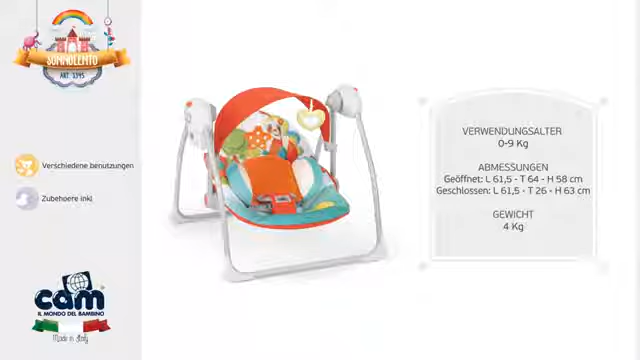 SONNOLENTO
ART. S345
Verschiedene benutzungen
Zubehoere inkl
cam
IL MONDO DEL BAMBINO
Made in Italy
VERWENDUNGSALTER
0-9 Kg
ABMESSUNGEN
Geöffnet: L 61,5 - T 64 - H 58 cm
Geschlossen: L 61,5 - T 26 - H 63 cm
GEWICHT
4 Kg